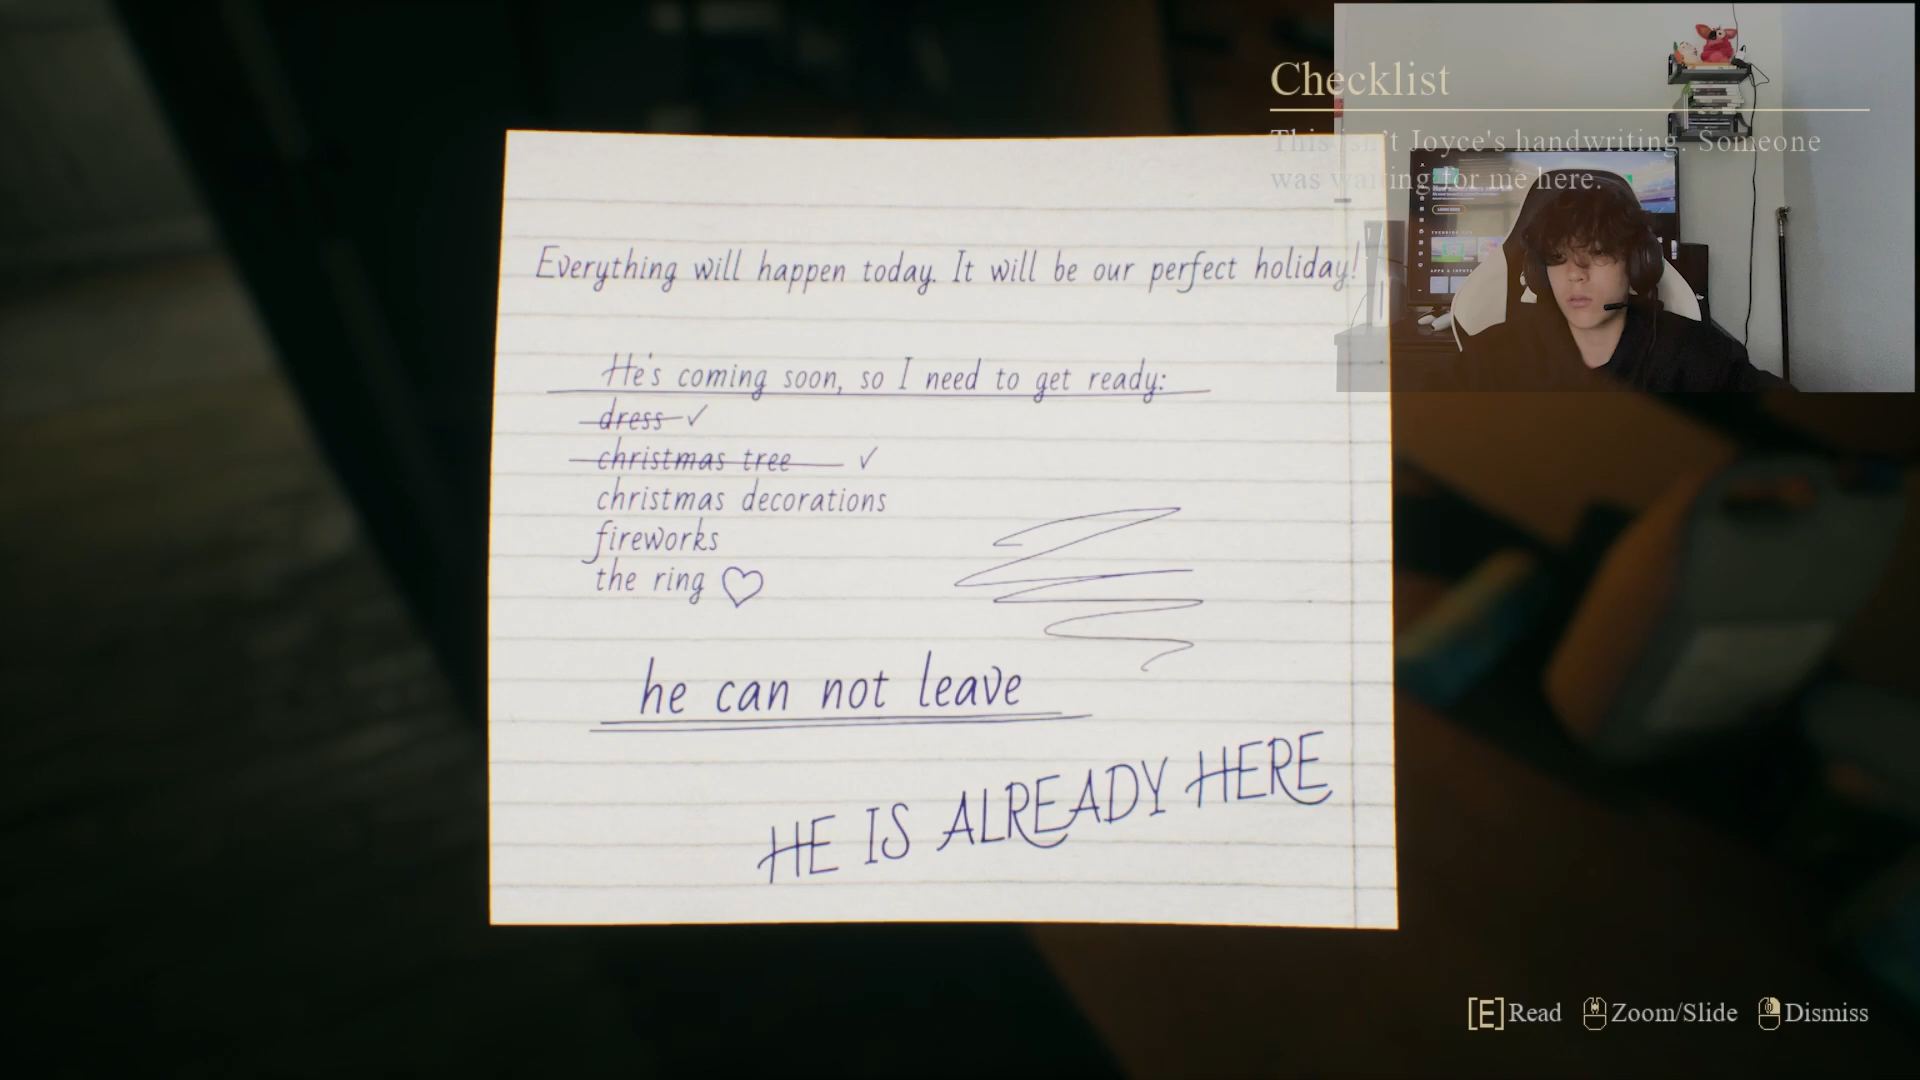 Checklist
This isn't Joyce's handwriting. Someone
was waiting for me here.
Everything will happen today. It will be our perfect holiday!
He's coming soon, so I need to get ready:
dress ✓
christmas tree ✓
christmas decorations
fireworks
the ring ♡
he can not leave
HE IS ALREADY HERE
[E] Read Zoom/Slide Dismiss